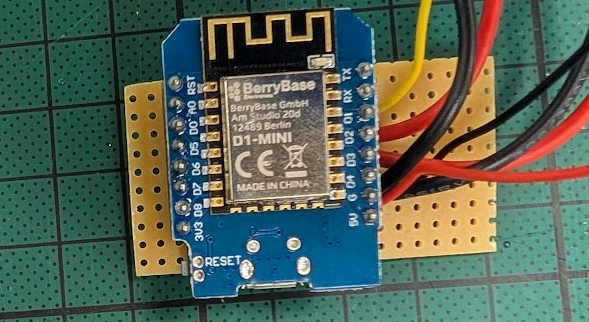 RST
A0
D0
D5
D6
D7
D8
3V3
BerryBase
BerryBase GmbH
Am Studio 20d
12489 Berlin
D1-MINI
CE
MADE IN CHINA
TX
RX
D1
D2
D3
D4
G
5V
RESET